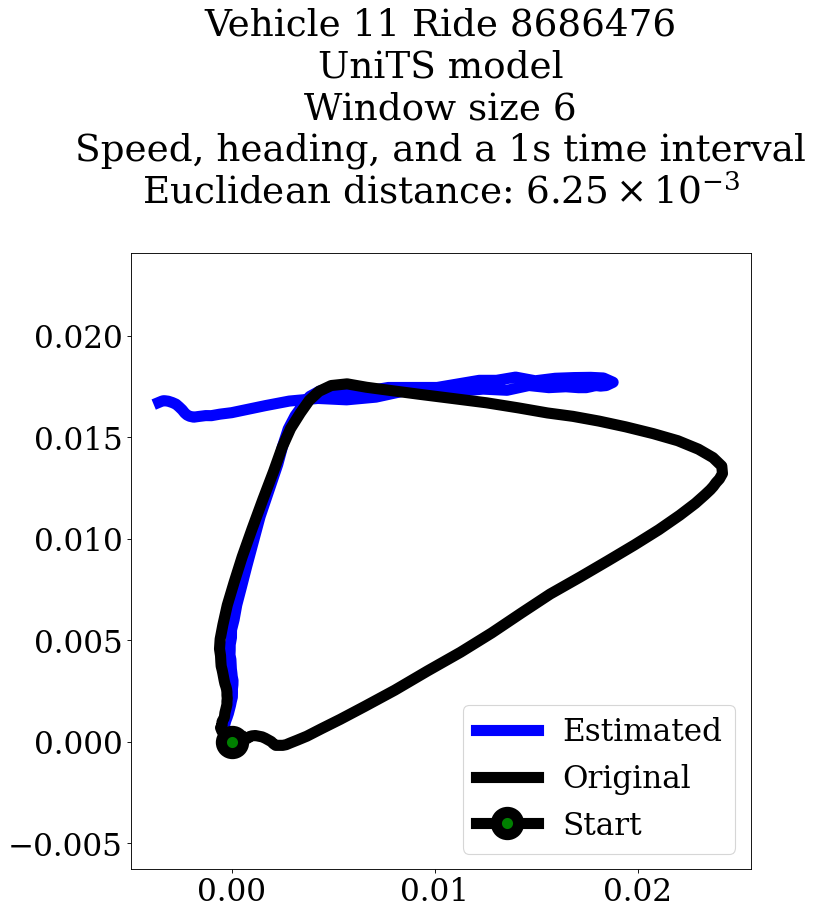 Vehicle 11 Ride 8686476
UniTS model
Window size 6
Speed, heading, and a 1s time interval
Euclidean distance: 6.25 × 10⁻³
0.020
0.015
0.010
0.005
0.000
−0.005
0.00 0.01 0.02
Estimated
Original
Start